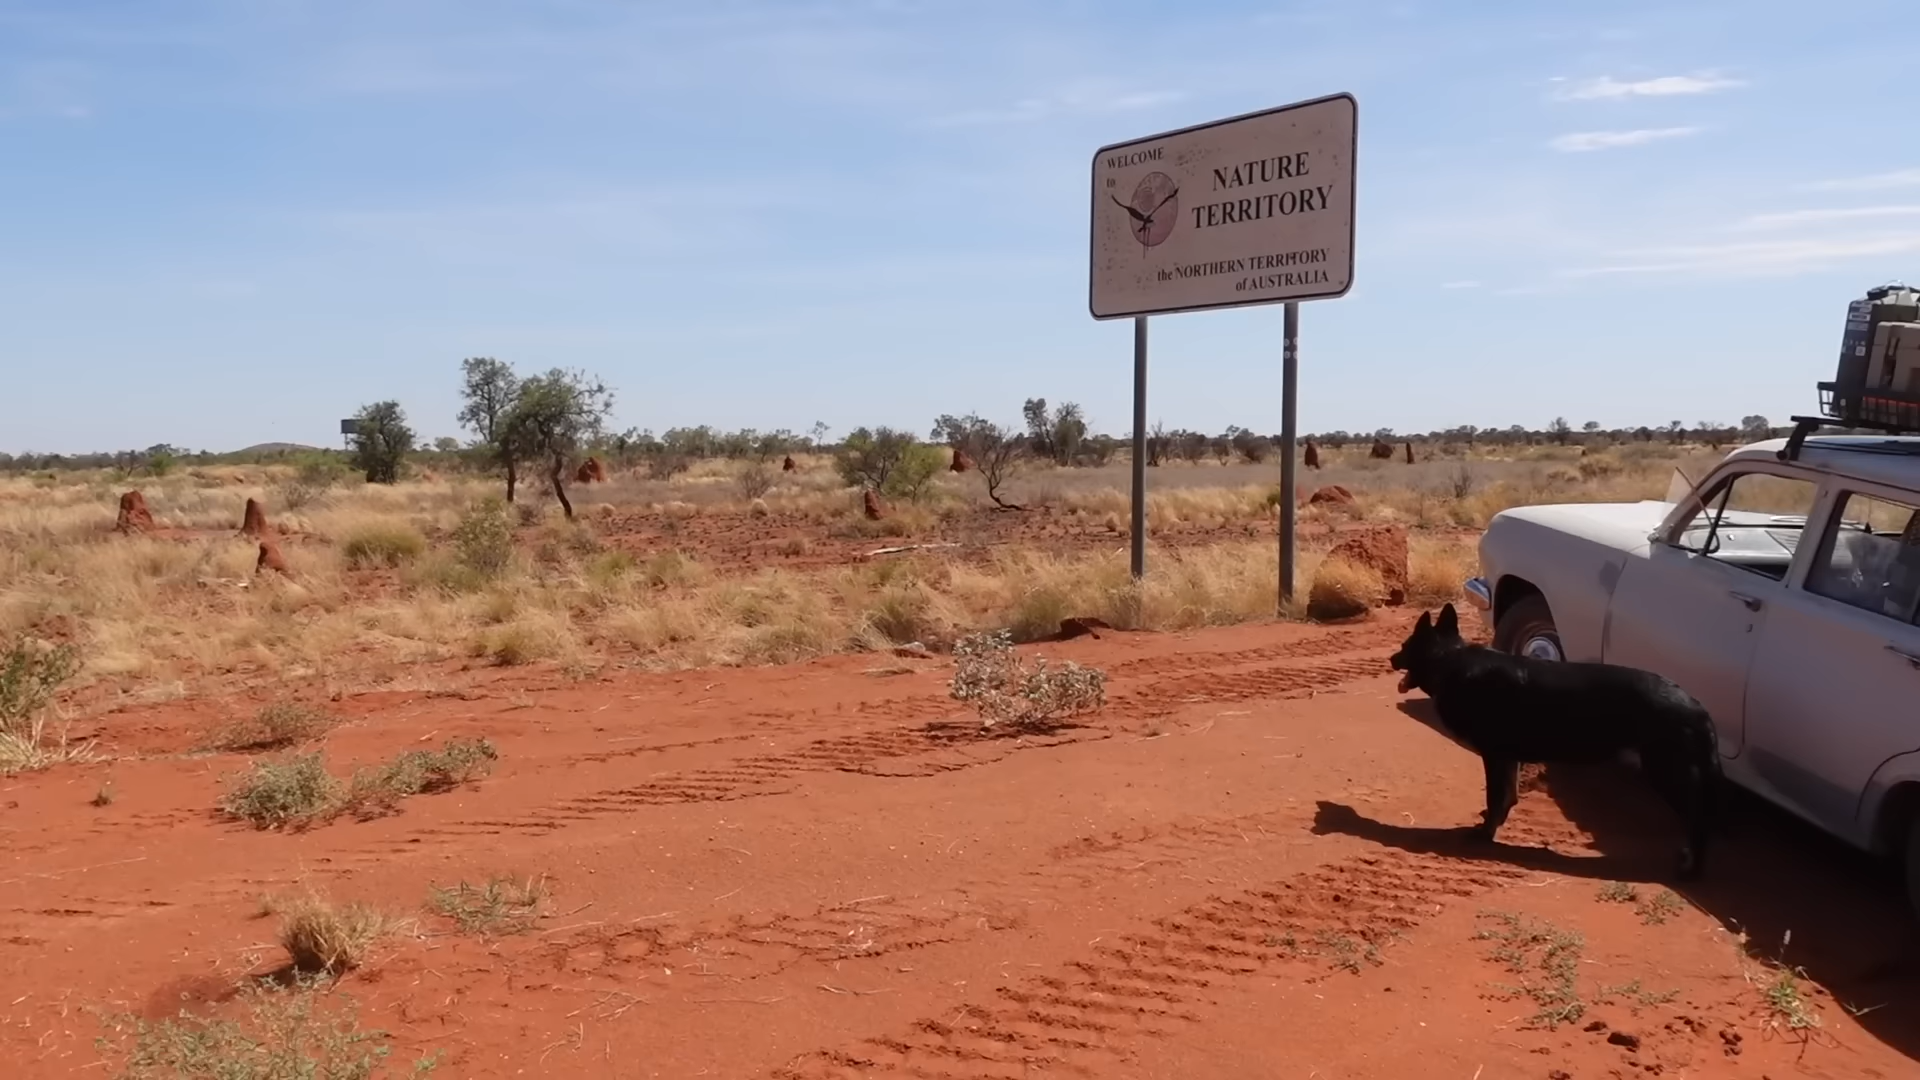 WELCOME
to
NATURE
TERRITORY
the NORTHERN TERRITORY
of AUSTRALIA